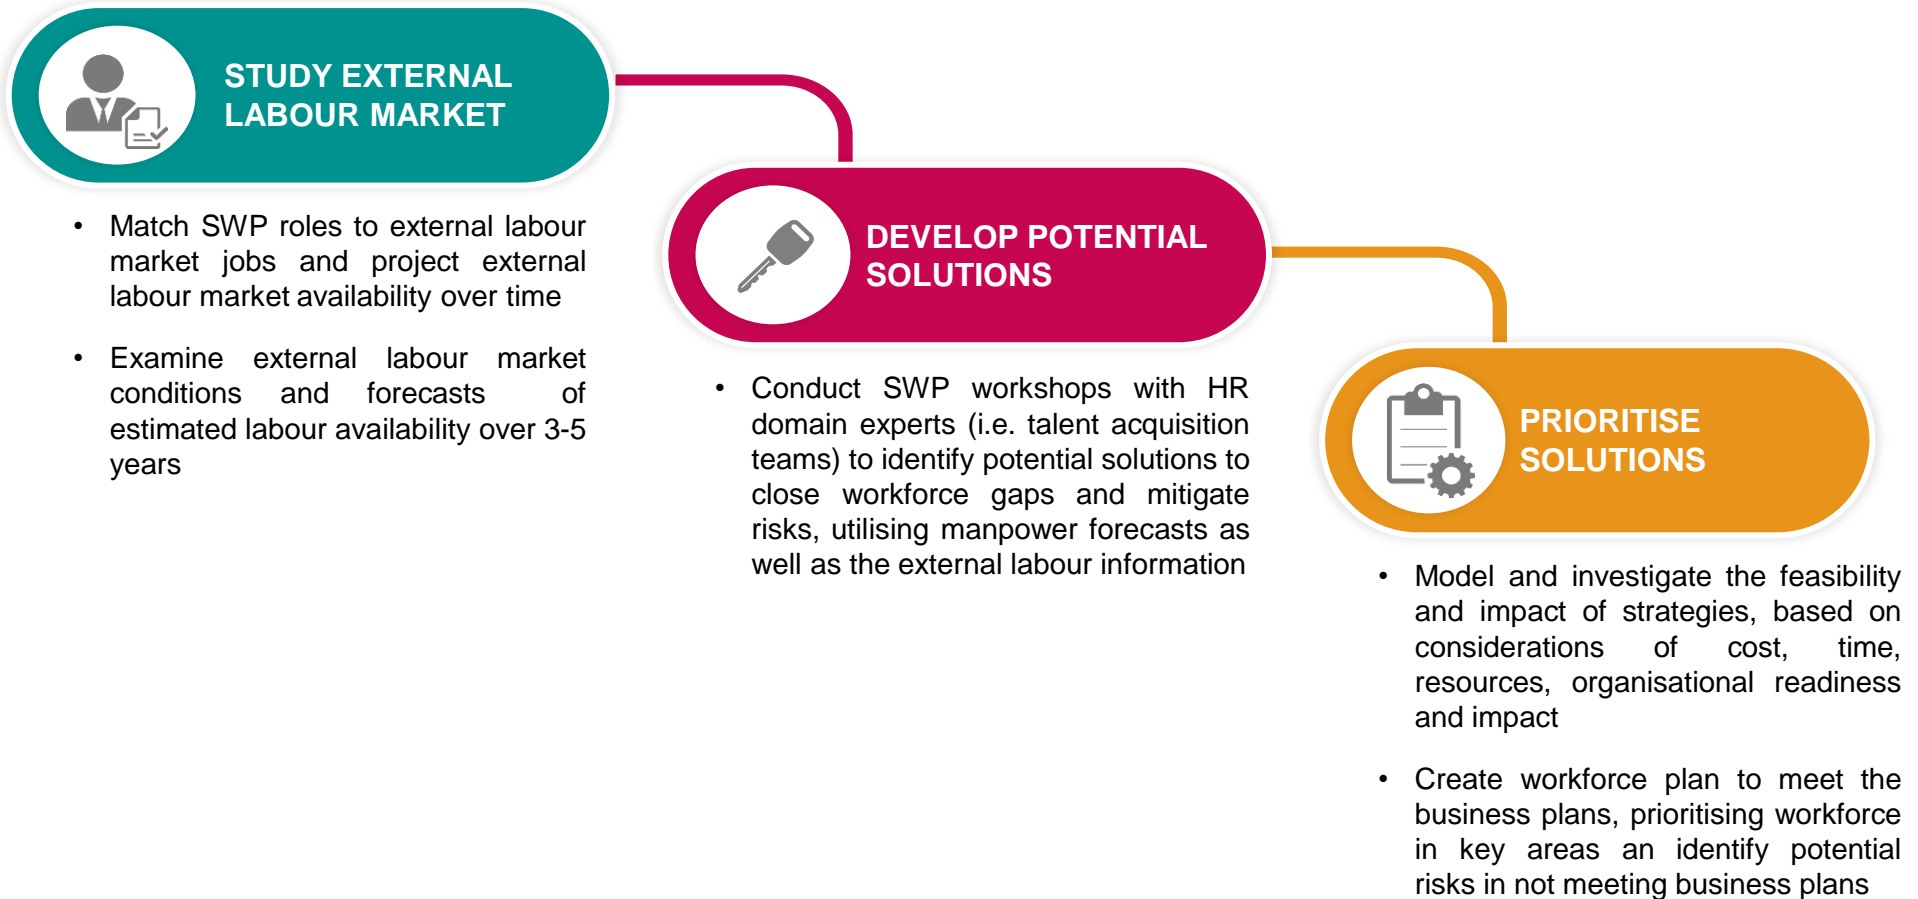 STUDY EXTERNAL
LABOUR MARKET
• Match SWP roles to external labour
market jobs and project external
labour market availability over time
• Examine external labour market
conditions and forecasts of
estimated labour availability over 3-5
years
DEVELOP POTENTIAL
SOLUTIONS
• Conduct SWP workshops with HR
domain experts (i.e. talent acquisition
teams) to identify potential solutions to
close workforce gaps and mitigate
risks, utilising manpower forecasts as
well as the external labour information
PRIORITISE
SOLUTIONS
• Model and investigate the feasibility
and impact of strategies, based on
considerations of cost, time,
resources, organisational readiness
and impact
• Create workforce plan to meet the
business plans, prioritising workforce
in key areas an identify potential
risks in not meeting business plans